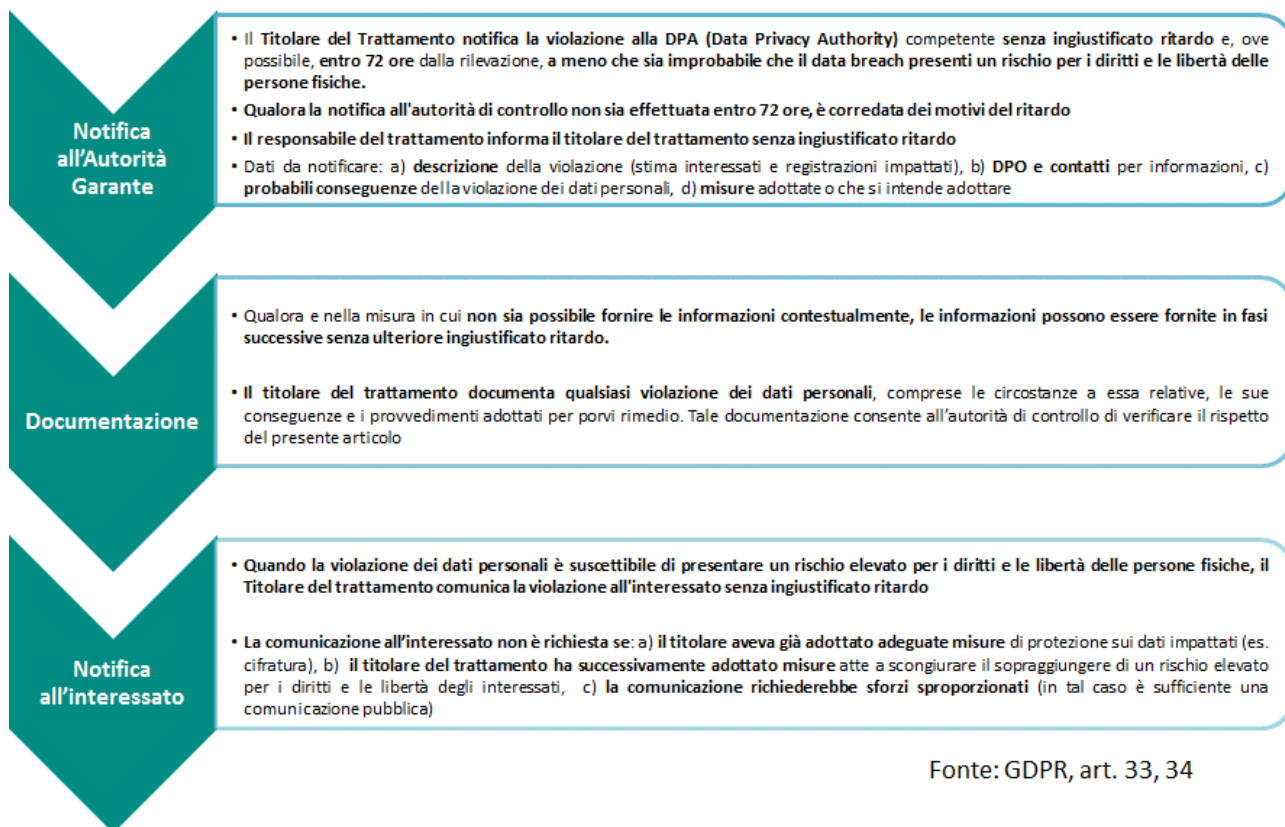 Notifica
all'Autorità
Garante
• Il Titolare del Trattamento notifica la violazione alla DPA (Data Privacy Authority) competente senza ingiustificato ritardo e, ove
possibile, entro 72 ore dalla rilevazione, a meno che sia improbabile che il data breach presenti un rischio per i diritti e le libertà delle
persone fisiche.
• Qualora la notifica all'autorità di controllo non sia effettuata entro 72 ore, è corredata dei motivi del ritardo
• Il responsabile del trattamento informa il titolare del trattamento senza ingiustificato ritardo
• Dati da notificare: a) descrizione della violazione (stima interessati e registrazioni impattati), b) DPO e contatti per informazioni, c)
probabili conseguenze della violazione dei dati personali, d) misure adottate o che si intende adottare
Documentazione
• Qualora e nella misura in cui non sia possibile fornire le informazioni contestualmente, le informazioni possono essere fornite in fasi
successive senza ulteriore ingiustificato ritardo.
• Il titolare del trattamento documenta qualsiasi violazione dei dati personali, comprese le circostanze a essa relative, le sue
conseguenze e i provvedimenti adottati per porvi rimedio. Tale documentazione consente all'autorità di controllo di verificare il rispetto
del presente articolo
Notifica
all'interessato
• Quando la violazione dei dati personali è suscettibile di presentare un rischio elevato per i diritti e le libertà delle persone fisiche, il
Titolare del trattamento comunica la violazione all'interessato senza ingiustificato ritardo
• La comunicazione all'interessato non è richiesta se: a) il titolare aveva già adottato adeguate misure di protezione sui dati impattati (es.
cifratura), b) il titolare del trattamento ha successivamente adottato misure atte a scongiurare il sopraggiungere di un rischio elevato
per i diritti e le libertà degli interessati, c) la comunicazione richiederebbe sforzi sproporzionati (in tal caso è sufficiente una
comunicazione pubblica)
Fonte: GDPR, art. 33, 34